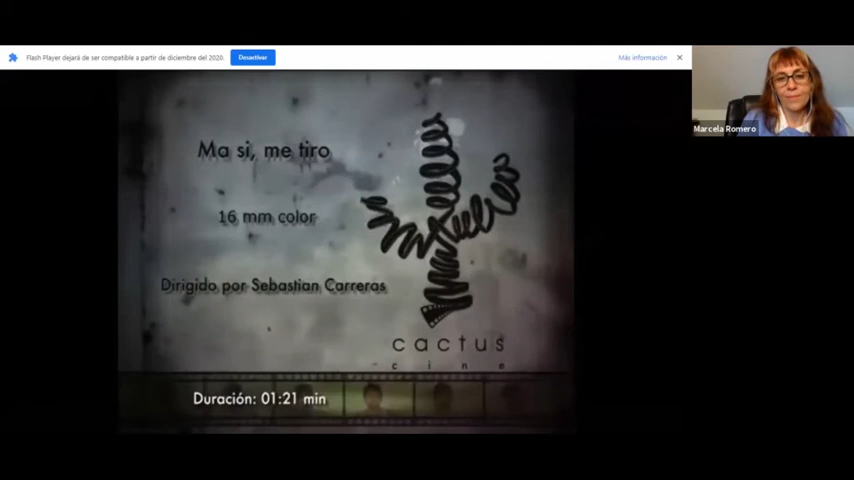 Flash Player dejará de ser compatible a partir de diciembre del 2020.
Desactivar
Más información
Marcela Romero
Ma si, me tiro
16 mm color
Dirigido por Sebastian Carreras
cactus
cine
Duración: 01:21 min